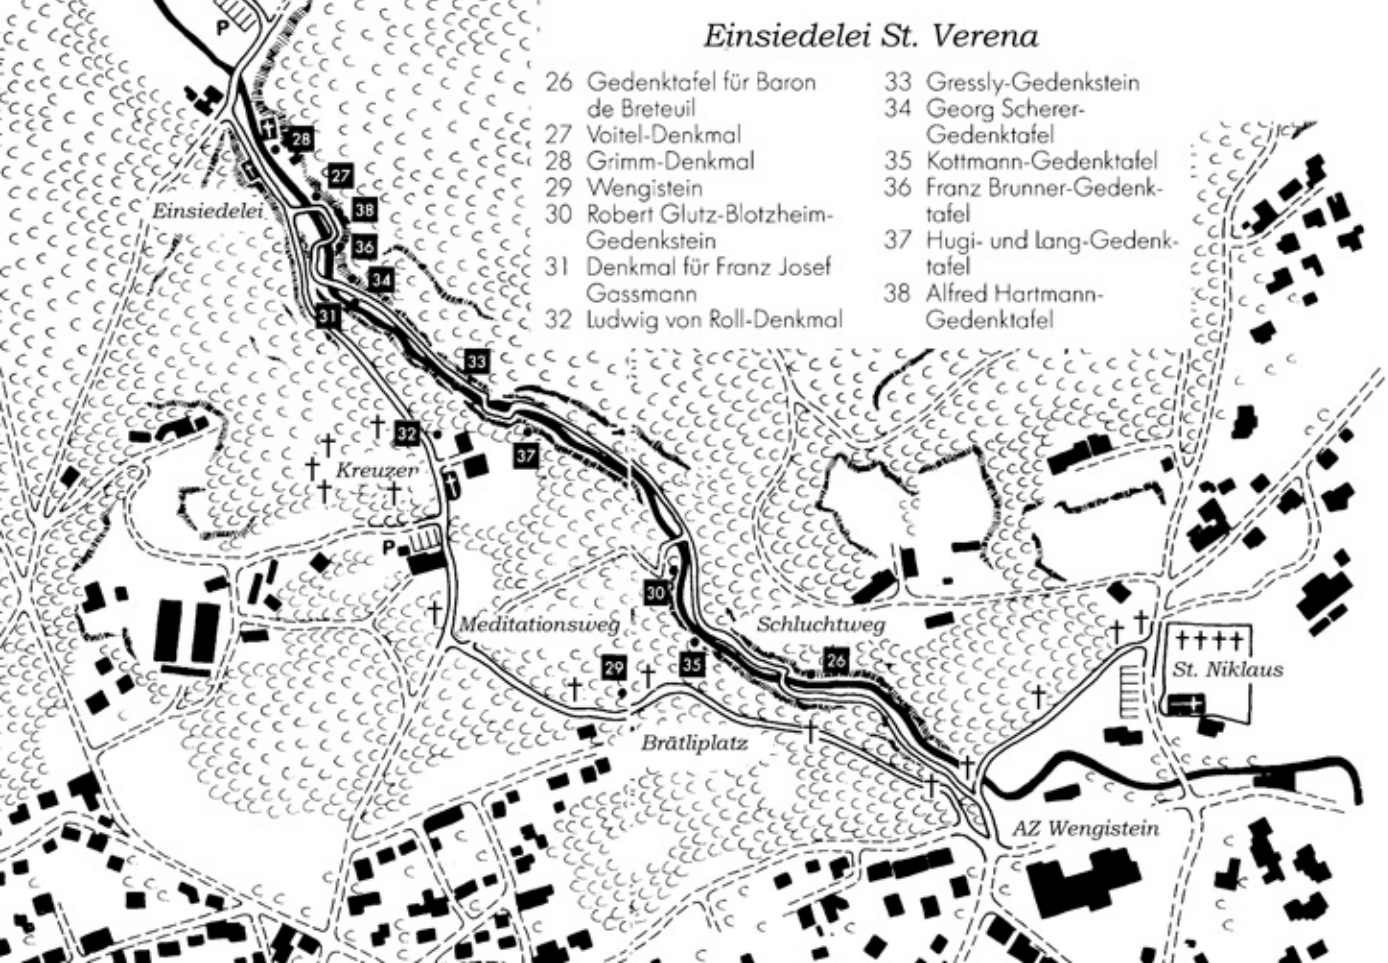 Einsiedelei St. Verena
26 Gedenktafel für Baron
de Breteuil
27 Voitel-Denkmal
28 Grimm-Denkmal
29 Wengistein
30 Robert Glutz-Blotzheim-
Gedenkstein
31 Denkmal für Franz Josef
Gassmann
32 Ludwig von Roll-Denkmal
33 Gressly-Gedenkstein
34 Georg Scherer-
Gedenktafel
35 Kottmann-Gedenktafel
36 Franz Brunner-Gedenk-
tafel
37 Hugi- und Lang-Gedenk-
tafel
38 Alfred Hartmann-
Gedenktafel
P
28
27
38
Einsiedelei
36
34
31
33
32
37
Kreuzer
P
30
Meditationsweg
Schluchtweg
29
35
26
St. Niklaus
Brätliplatz
AZ Wengistein